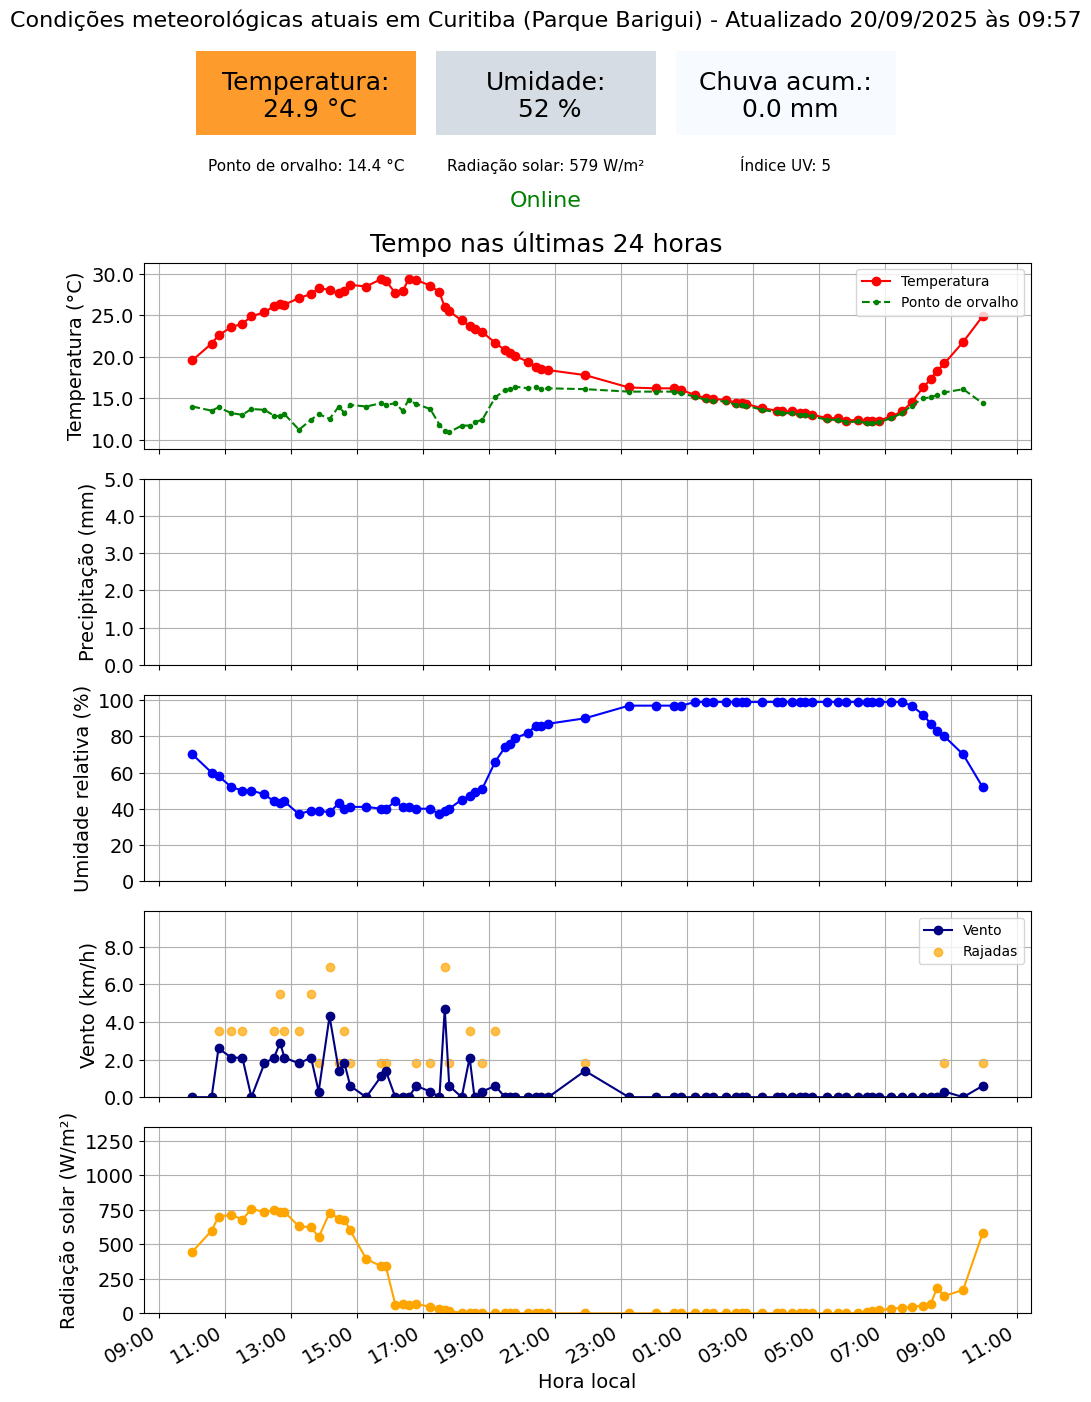 Condições meteorológicas atuais em Curitiba (Parque Barigui) - Atualizado 20/09/2025 às 09:57
Temperatura:
24.9 °C
Umidade:
52 %
Chuva acum.:
0.0 mm
Ponto de orvalho: 14.4 °C
Radiação solar: 579 W/m²
Índice UV: 5
Online
Tempo nas últimas 24 horas
Temperatura (°C)
30.0
25.0
20.0
15.0
10.0
Temperatura
Ponto de orvalho
Precipitação (mm)
5.0
4.0
3.0
2.0
1.0
0.0
Umidade relativa (%)
100
80
60
40
20
0
Vento (km/h)
8.0
6.0
4.0
2.0
0.0
Vento
Rajadas
Radiação solar (W/m²)
1250
1000
750
500
250
0
09:00
11:00
13:00
15:00
17:00
19:00
21:00
23:00
01:00
03:00
05:00
07:00
09:00
11:00
Hora local